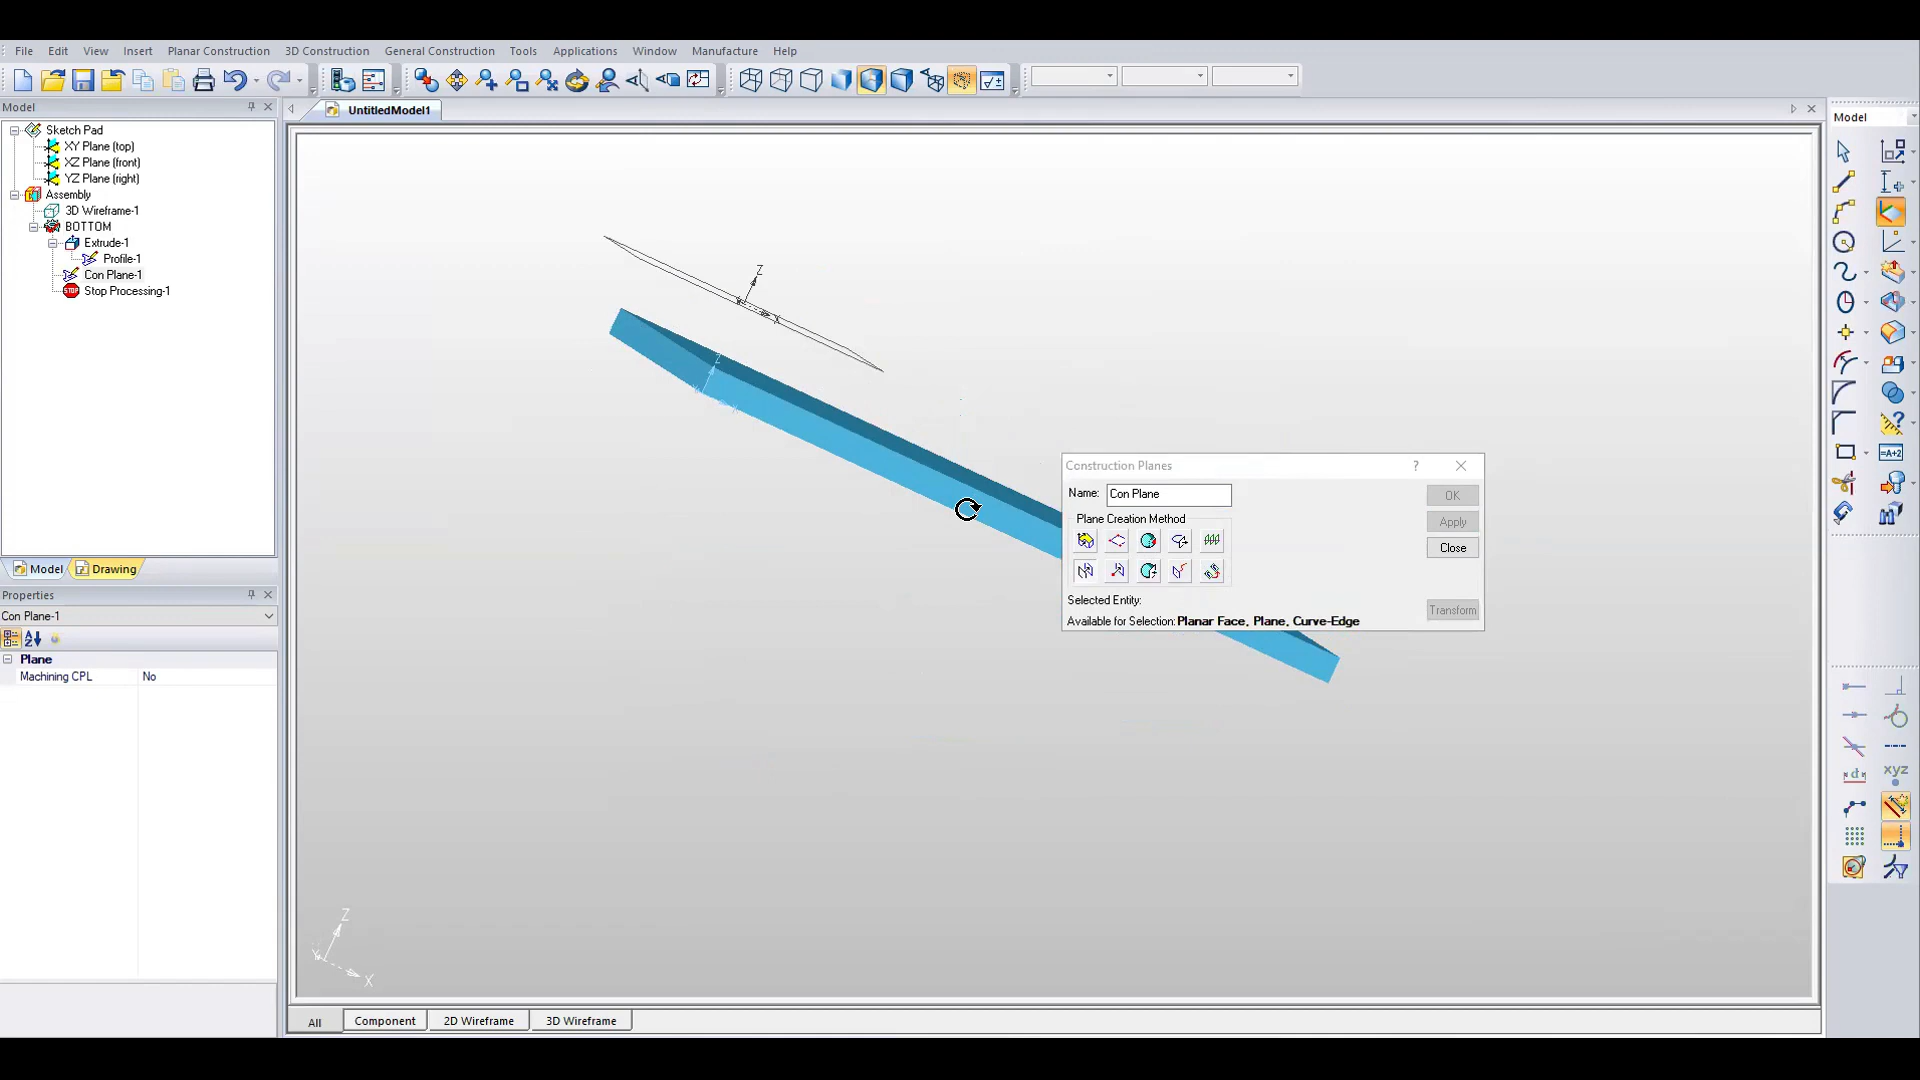 File Edit View Insert Planar Construction 3D Construction General Construction Tools Applications Window Manufacture Help
Model
UntitledModel1
Model
Sketch Pad
XY Plane (top)
XZ Plane (front)
YZ Plane (right)
Assembly
3D Wireframe-1
BOTTOM
Extrude-1
Profile-1
Con Plane-1
STOP Stop Processing-1
Z
X
Z
X
Construction Planes ?
Name: Con Plane OK
Plane Creation Method Apply
Close
Selected Entity: Transform
Available for Selection: Planar Face, Plane, Curve-Edge
Model Drawing
Properties
Con Plane-1
Plane
Machining CPL No
=A+2
xyz
d
Z
Y
X
All Component 2D Wireframe 3D Wireframe